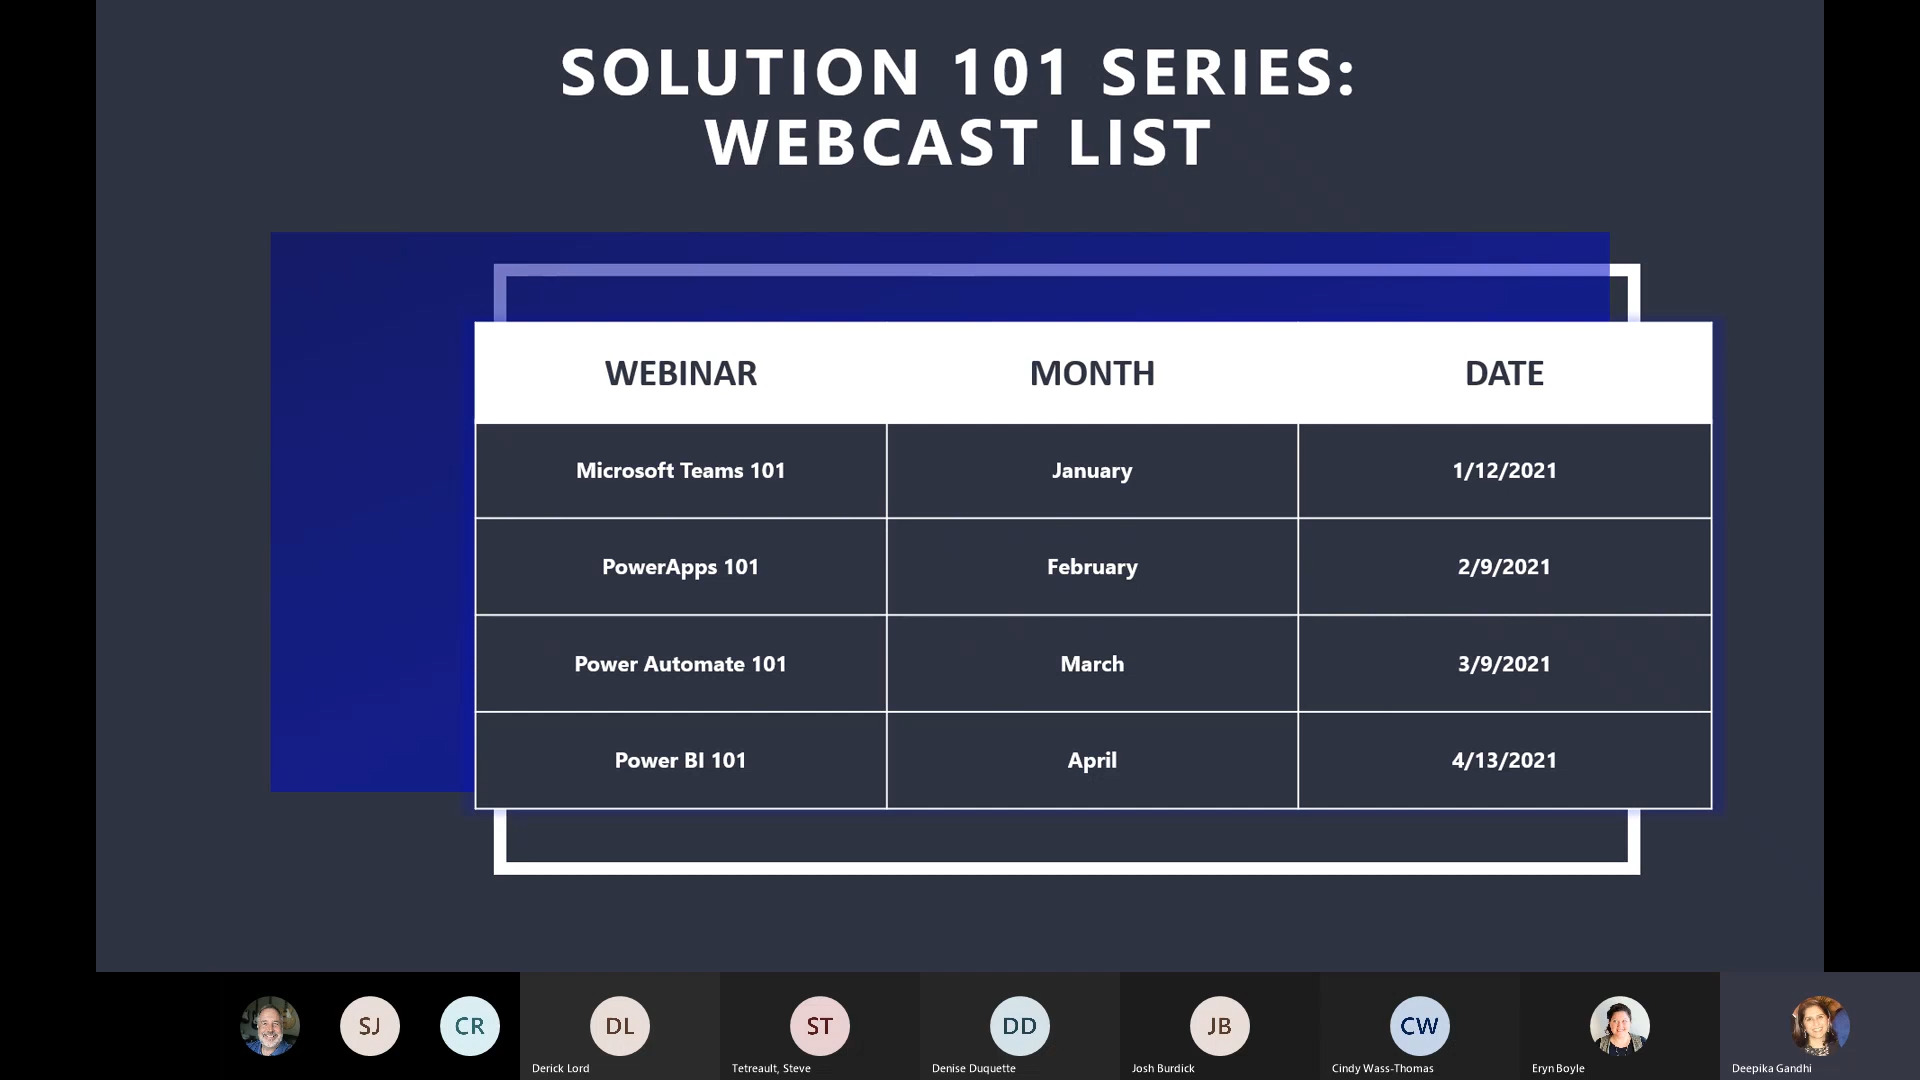 SOLUTION 101 SERIES:
WEBCAST LIST
WEBINAR MONTH DATE
Microsoft Teams 101 January 1/12/2021
PowerApps 101 February 2/9/2021
Power Automate 101 March 3/9/2021
Power BI 101 April 4/13/2021
SJ CR DL ST DD JB CW
Derick Lord Tetreault, Steve Denise Duquette Josh Burdick Cindy Wass-Thomas Eryn Boyle Deepika Gandhi